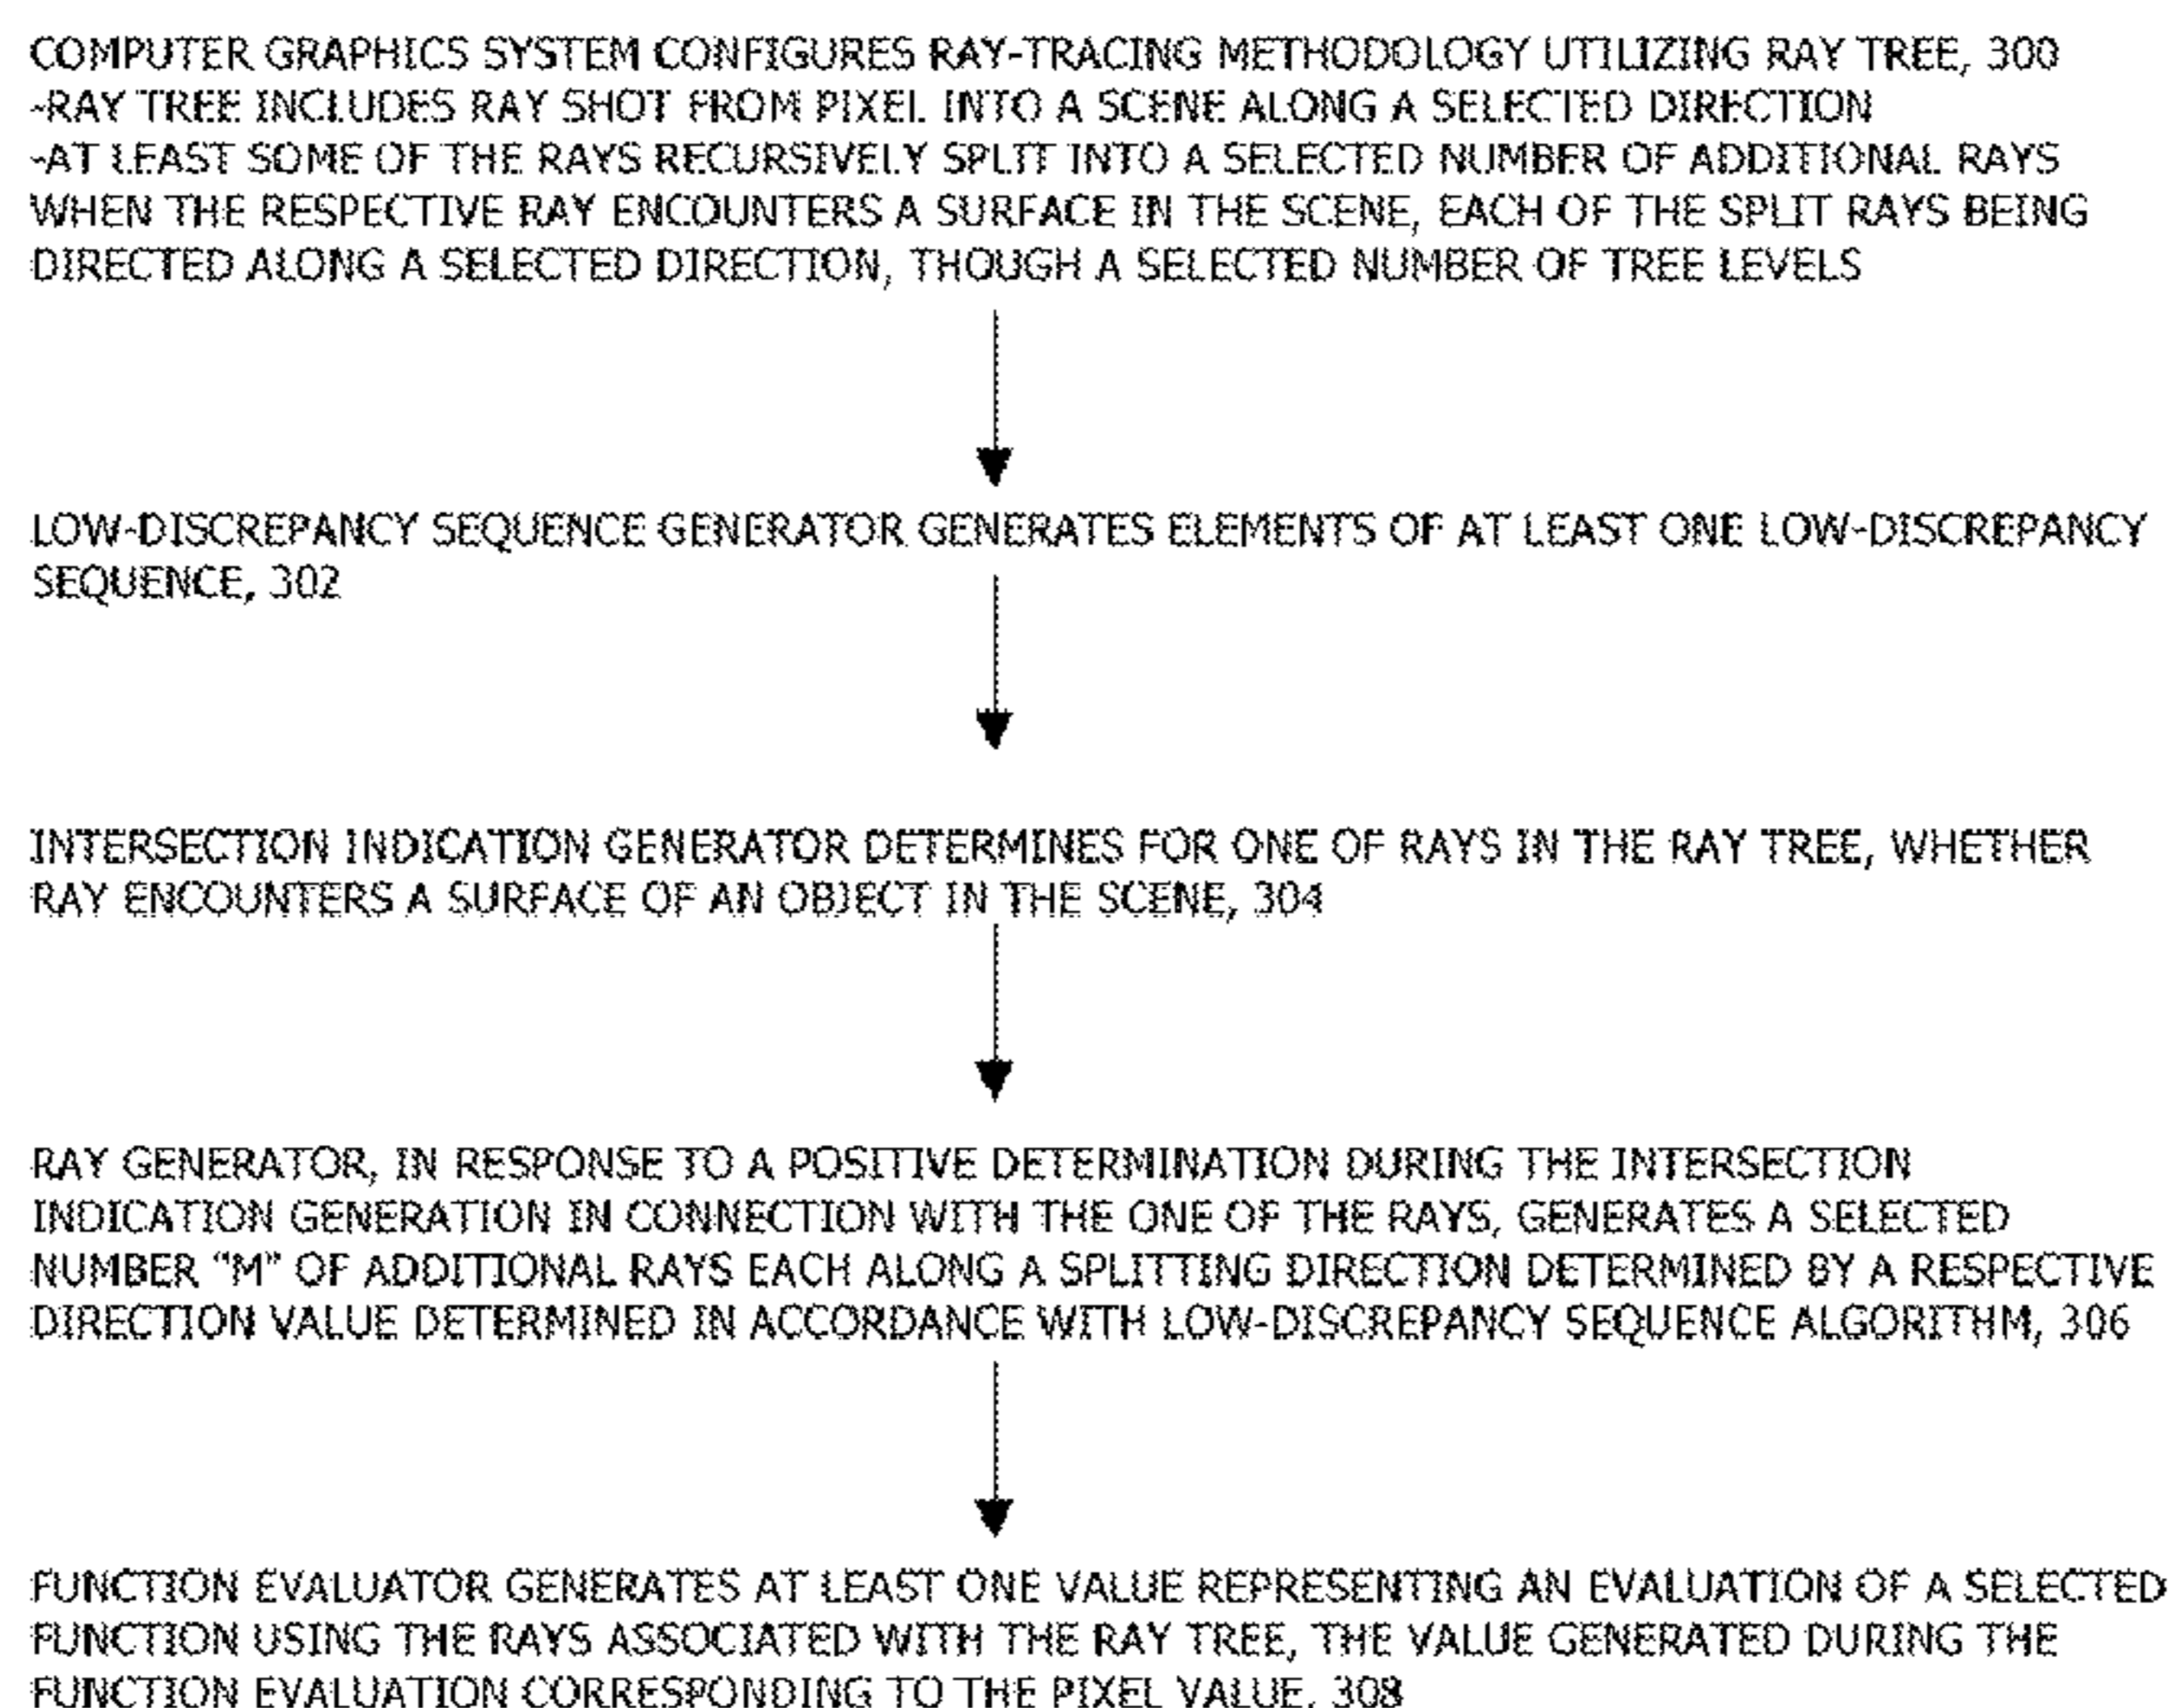 COMPUTER GRAPHICS SYSTEM CONFIGURES RAY-TRACING METHODOLOGY UTILIZING RAY TREE, 300
-RAY TREE INCLUDES RAY SHOT FROM PIXEL INTO A SCENE ALONG A SELECTED DIRECTION
-AT LEAST SOME OF THE RAYS RECURSIVELY SPLIT INTO A SELECTED NUMBER OF ADDITIONAL RAYS
WHEN THE RESPECTIVE RAY ENCOUNTERS A SURFACE IN THE SCENE, EACH OF THE SPLIT RAYS BEING
DIRECTED ALONG A SELECTED DIRECTION, THOUGH A SELECTED NUMBER OF TREE LEVELS
LOW-DISCREPANCY SEQUENCE GENERATOR GENERATES ELEMENTS OF AT LEAST ONE LOW-DISCREPANCY
SEQUENCE, 302
INTERSECTION INDICATION GENERATOR DETERMINES FOR ONE OF RAYS IN THE RAY TREE, WHETHER
RAY ENCOUNTERS A SURFACE OF AN OBJECT IN THE SCENE, 304
RAY GENERATOR, IN RESPONSE TO A POSITIVE DETERMINATION DURING THE INTERSECTION
INDICATION GENERATION IN CONNECTION WITH THE ONE OF THE RAYS, GENERATES A SELECTED
NUMBER "M" OF ADDITIONAL RAYS EACH ALONG A SPLITTING DIRECTION DETERMINED BY A RESPECTIVE
DIRECTION VALUE DETERMINED IN ACCORDANCE WITH LOW-DISCREPANCY SEQUENCE ALGORITHM, 306
FUNCTION EVALUATOR GENERATES AT LEAST ONE VALUE REPRESENTING AN EVALUATION OF A SELECTED
FUNCTION USING THE RAYS ASSOCIATED WITH THE RAY TREE, THE VALUE GENERATED DURING THE
FUNCTION EVALUATION CORRESPONDING TO THE PIXEL VALUE, 308